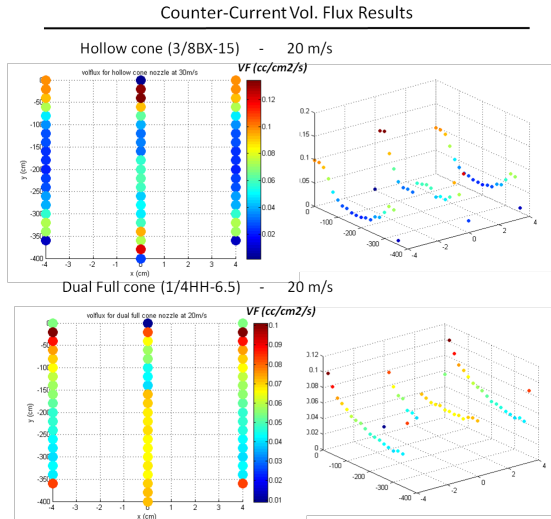 Counter-Current Vol. Flux Results
Hollow cone (3/8BX-15) - 20 m/s
VF (cc/cm2/s)
volflux for hollow cone nozzle at 30m/s
-50
-100
-150
-200
-250
-300
-350
-400
y (cm)
-4 -3 -2 -1 0 1 2 3 4
x (cm)
0.12
0.1
0.08
0.06
0.04
0.02
0.2
0.15
0.1
0.05
0
0 -100 -200 -300 -400
-4 -2 0 2 4
Dual Full cone (1/4HH-6.5) - 20 m/s
VF (cc/cm2/s)
volflux for dual full cone nozzle at 20m/s
0
-50
-100
-150
-200
-250
-300
-350
-400
y (cm)
-4 -3 -2 -1 0 1 2 3 4
x (cm)
0.1
0.09
0.08
0.07
0.06
0.05
0.04
0.03
0.02
0.01
0.12
0.1
0.08
0.06
0.04
0.02
0
0 -100 -200 -300 -400
-4 -2 0 2 4